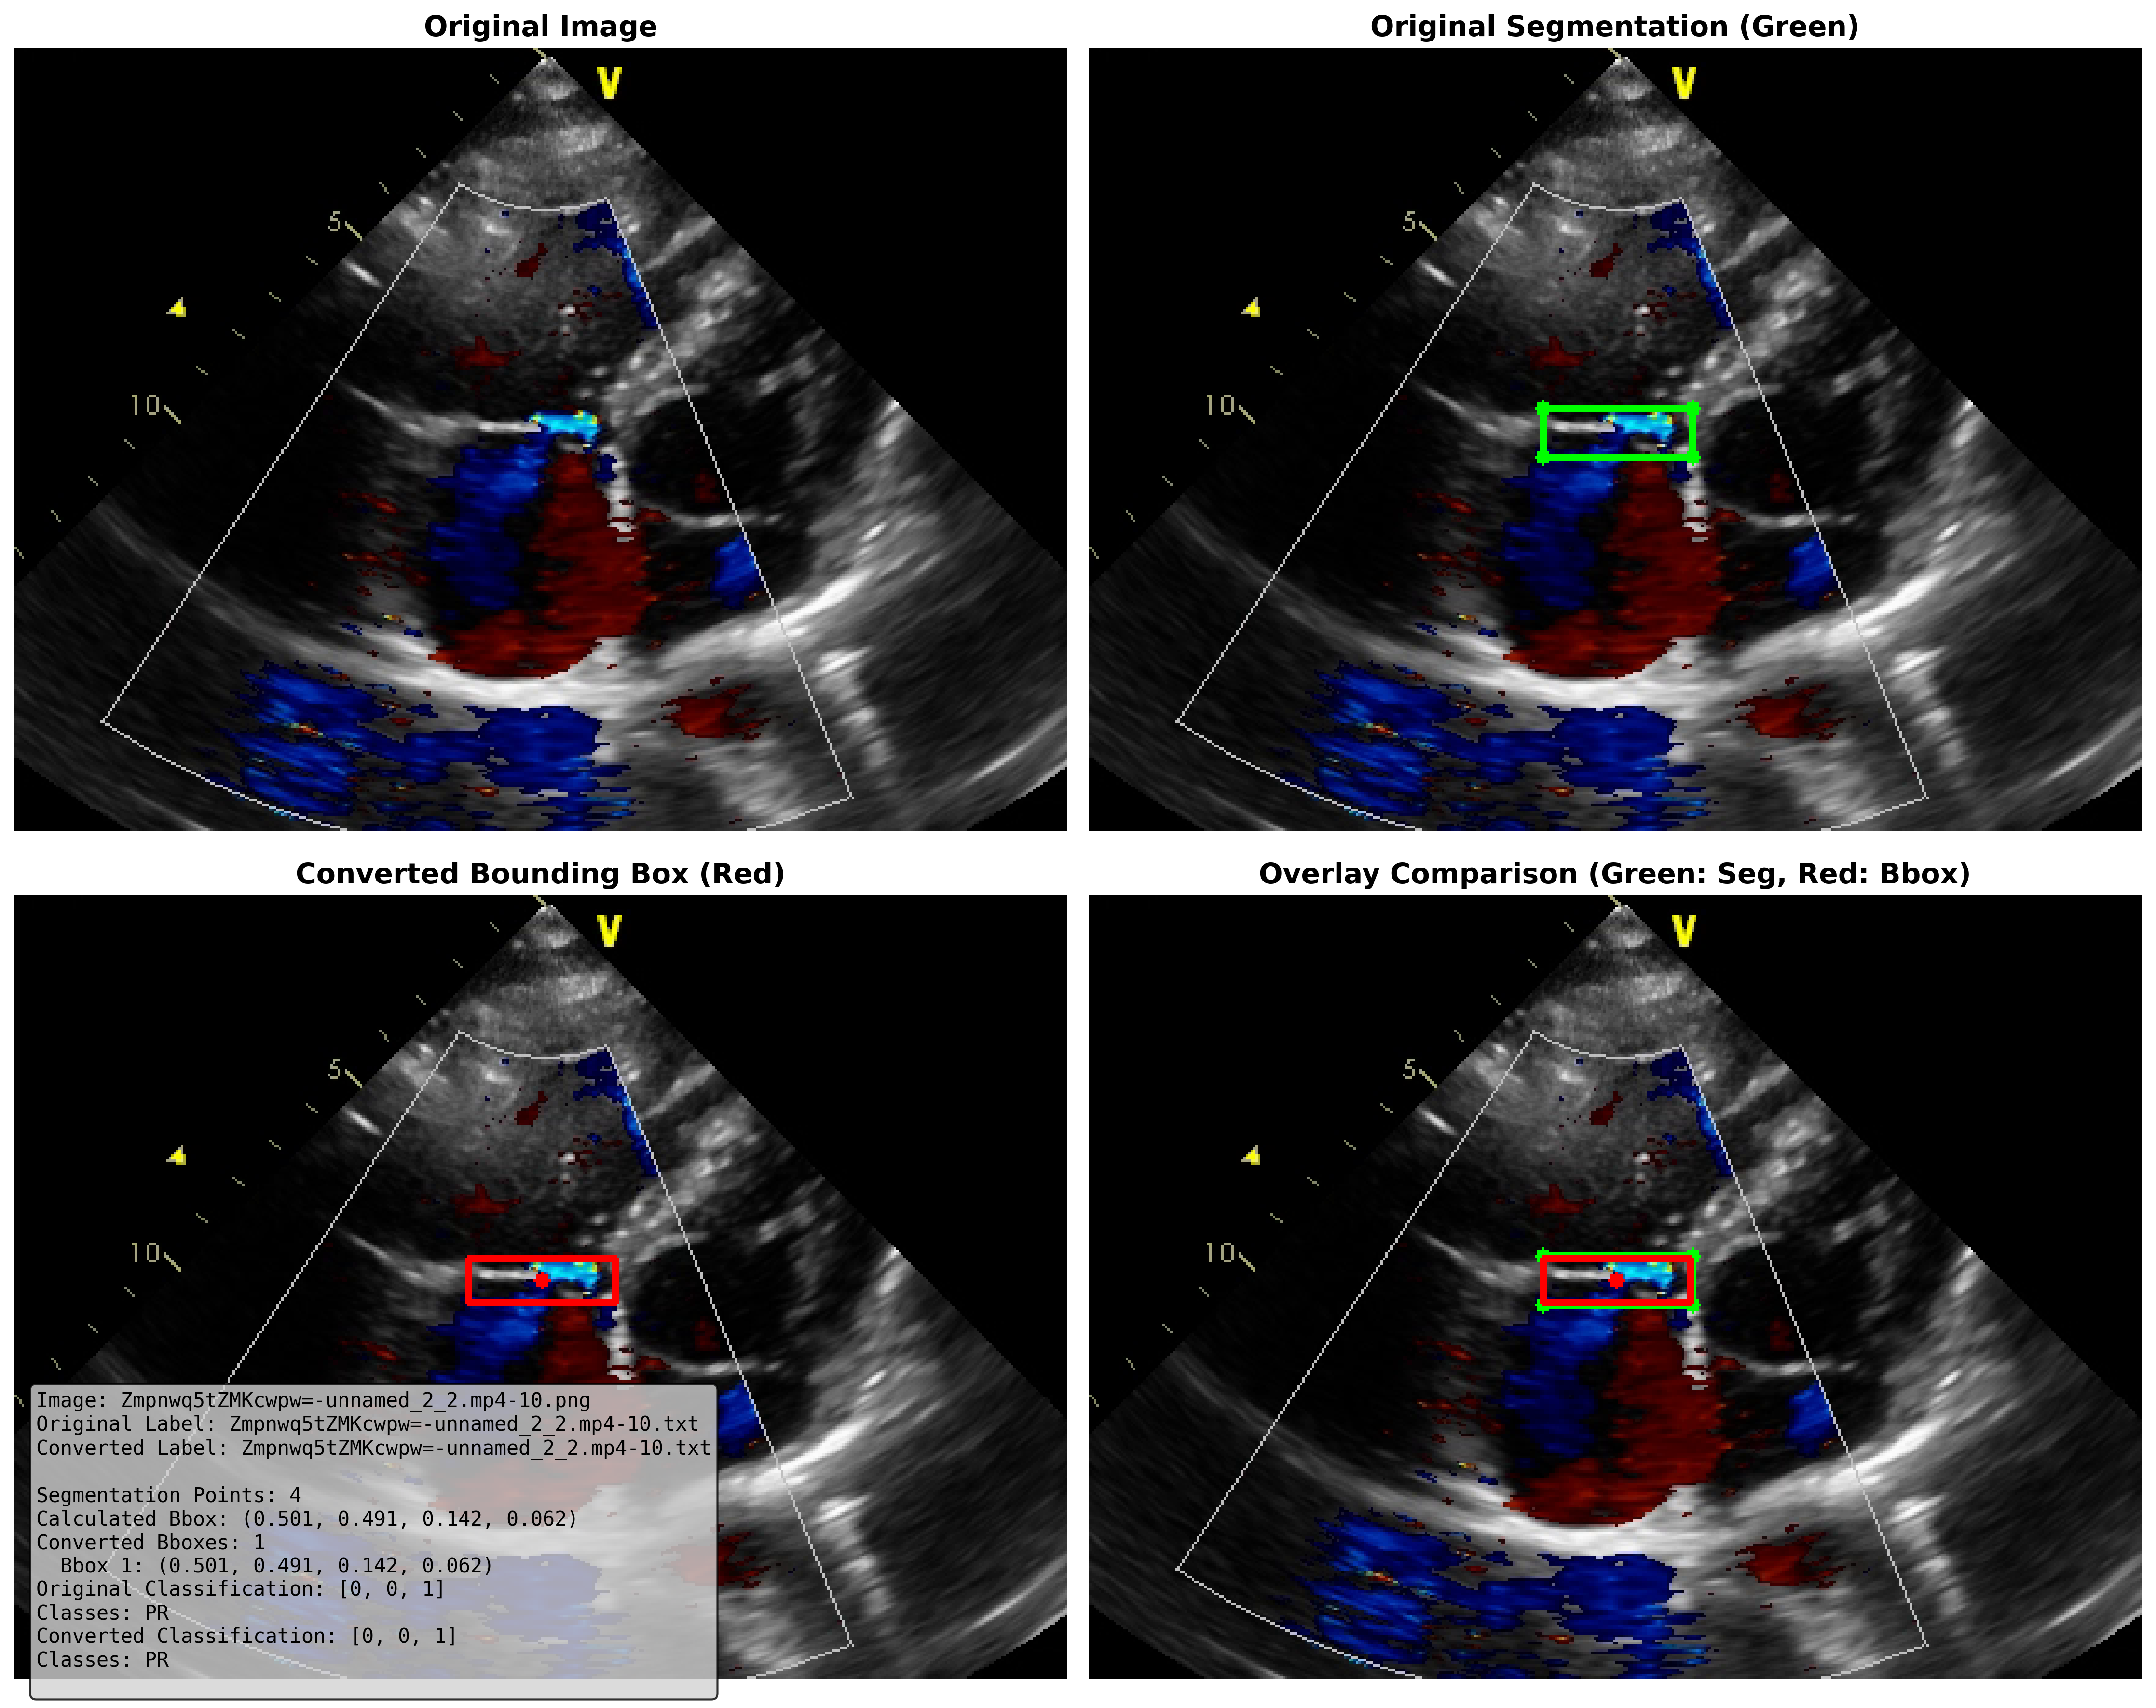 Original Image
Original Segmentation (Green)
V
5
10
V
5
10
Converted Bounding Box (Red)
Overlay Comparison (Green: Seg, Red: Bbox)
V
5
10
V
5
10
Image: Zmpnwq5tZMKcwpw=-unnamed_2_2.mp4-10.png
Original Label: Zmpnwq5tZMKcwpw=-unnamed_2_2.mp4-10.txt
Converted Label: Zmpnwq5tZMKcwpw=-unnamed_2_2.mp4-10.txt
Segmentation Points: 4
Calculated Bbox: (0.501, 0.491, 0.142, 0.062)
Converted Bboxes: 1
Bbox 1: (0.501, 0.491, 0.142, 0.062)
Original Classification: [0, 0, 1]
Classes: PR
Converted Classification: [0, 0, 1]
Classes: PR